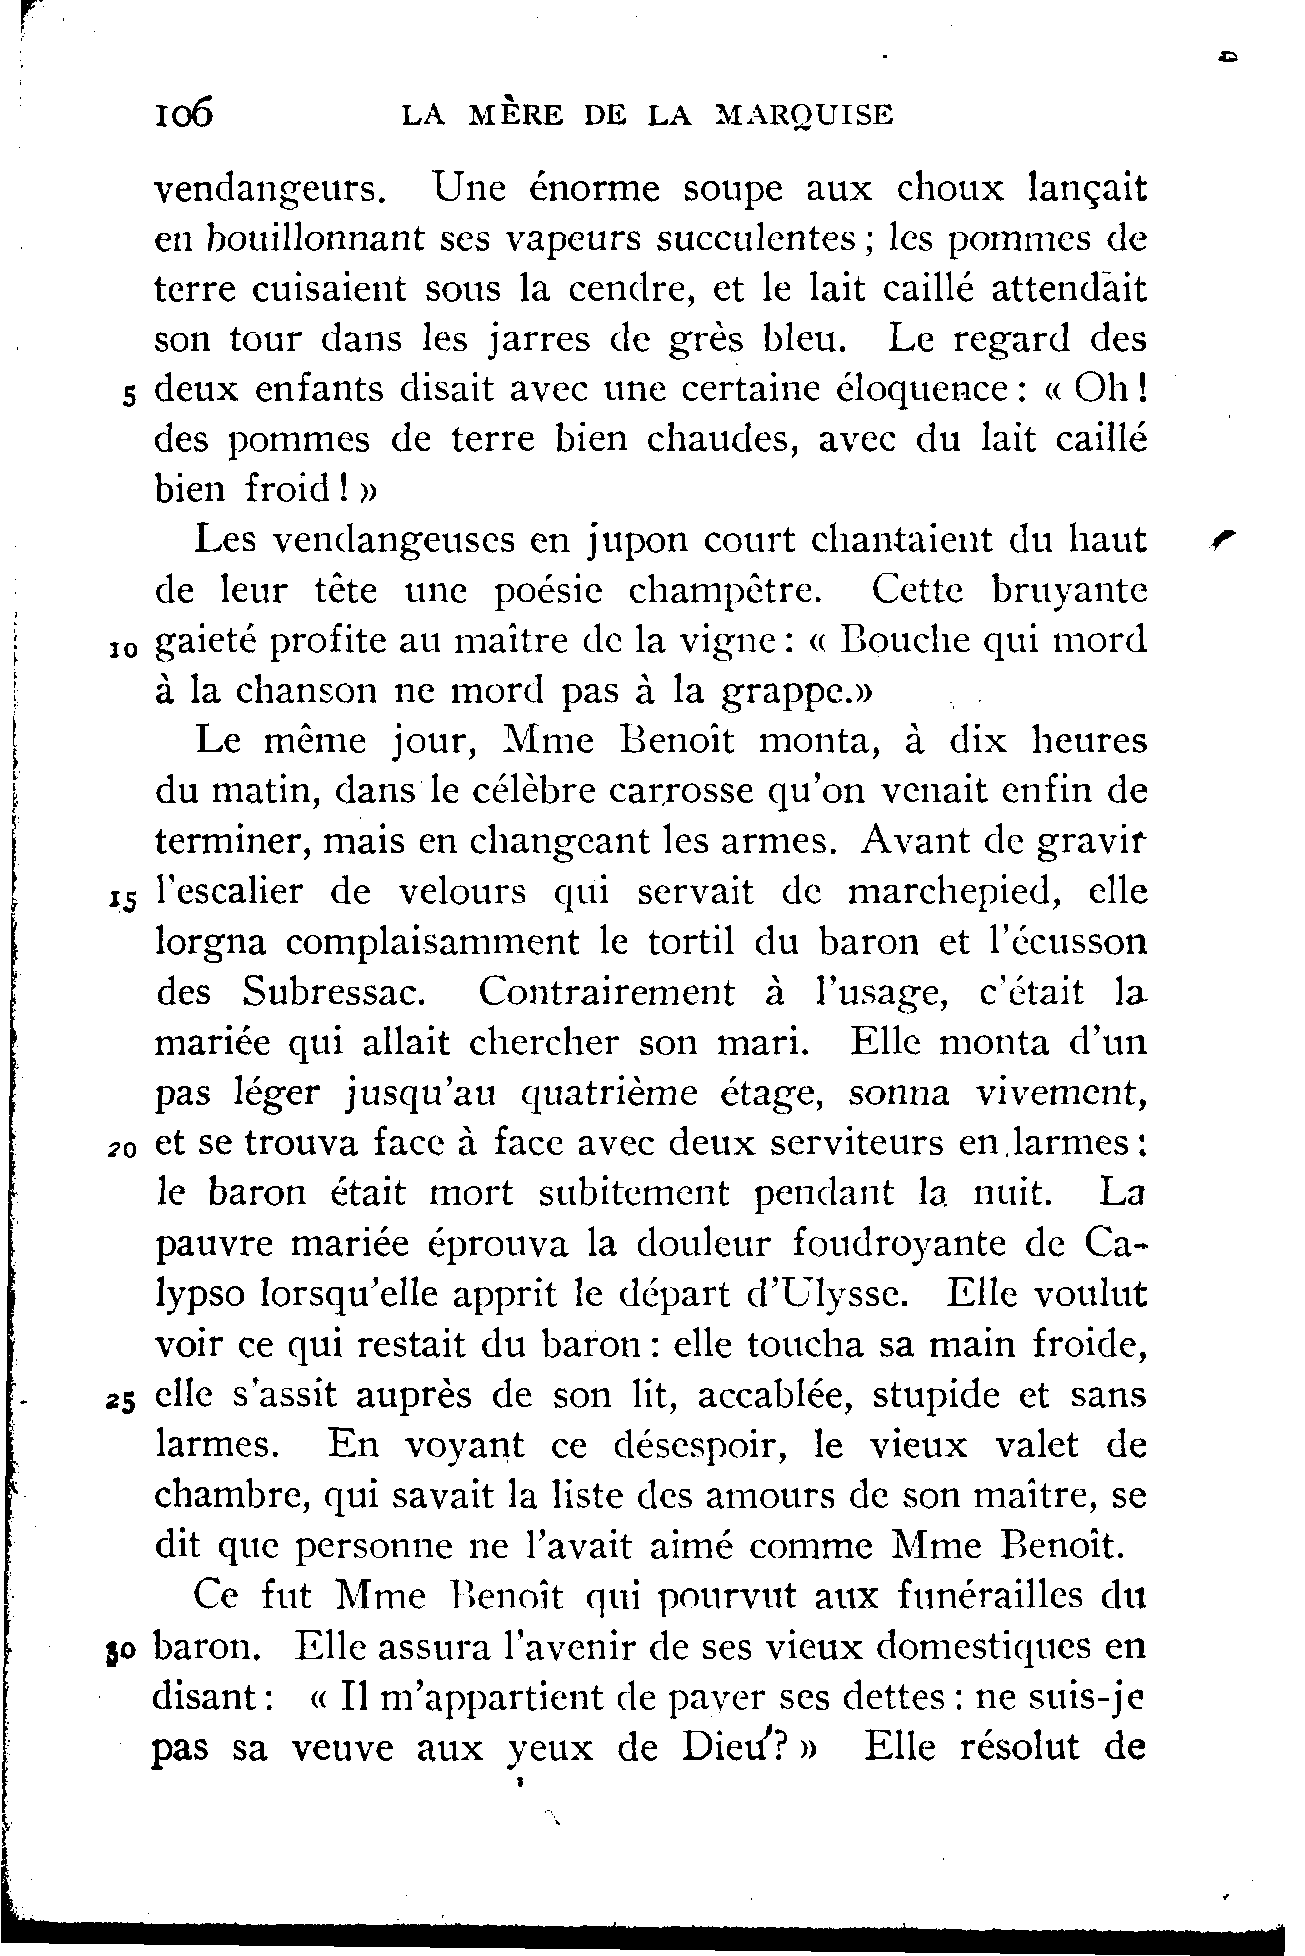 106 LA MÈRE DE LA MARQUISE
vendangeurs. Une énorme soupe aux choux lançait
en bouillonnant ses vapeurs succulentes ; les pommes de
terre cuisaient sous la cendre, et le lait caillé attendait
son tour dans les jarres de grès bleu. Le regard des
5 deux enfants disait avec une certaine éloquence : « Oh !
des pommes de terre bien chaudes, avec du lait caillé
bien froid ! »
Les vendangeuses en jupon court chantaient du haut
de leur tête une poésie champêtre. Cette bruyante
10 gaieté profite au maître de la vigne : « Bouche qui mord
à la chanson ne mord pas à la grappe.»
Le même jour, Mme Benoît monta, à dix heures
du matin, dans le célèbre carrosse qu'on venait enfin de
terminer, mais en changeant les armes. Avant de gravir
15 l'escalier de velours qui servait de marchepied, elle
lorgna complaisamment le tortil du baron et l'écusson
des Subressac. Contrairement à l'usage, c'était la
mariée qui allait chercher son mari. Elle monta d'un
pas léger jusqu'au quatrième étage, sonna vivement,
20 et se trouva face à face avec deux serviteurs en larmes :
le baron était mort subitement pendant la nuit. La
pauvre mariée éprouva la douleur foudroyante de Ca-
lypso lorsqu'elle apprit le départ d'Ulysse. Elle voulut
voir ce qui restait du baron : elle toucha sa main froide,
25 elle s'assit auprès de son lit, accablée, stupide et sans
larmes. En voyant ce désespoir, le vieux valet de
chambre, qui savait la liste des amours de son maître, se
dit que personne ne l'avait aimé comme Mme Benoît.
Ce fut Mme Benoît qui pourvut aux funérailles du
30 baron. Elle assura l'avenir de ses vieux domestiques en
disant : « Il m'appartient de payer ses dettes : ne suis-je
pas sa veuve aux yeux de Dieu ? » Elle résolut de